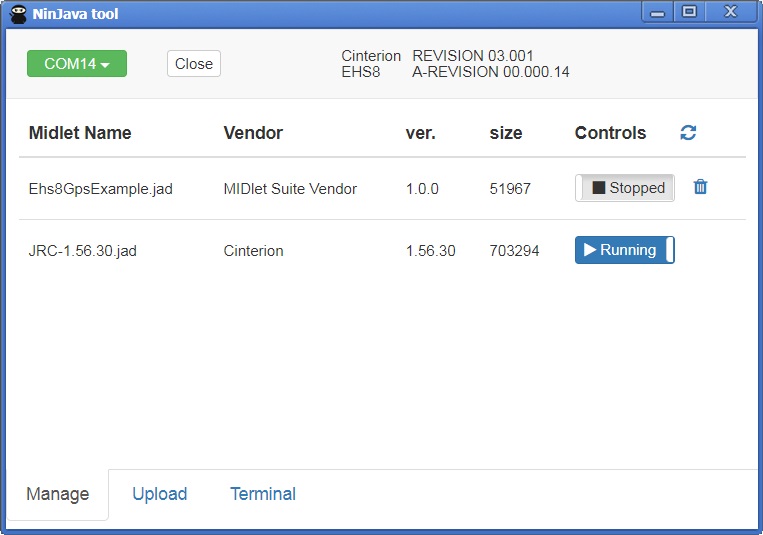 NinJava tool
COM14
Close
Cinterion REVISION 03.001
EHS8 A-REVISION 00.000.14
Midlet Name Vendor ver. size Controls
Ehs8GpsExample.jad MIDlet Suite Vendor 1.0.0 51967 Stopped
JRC-1.56.30.jad Cinterion 1.56.30 703294 Running
Manage Upload Terminal